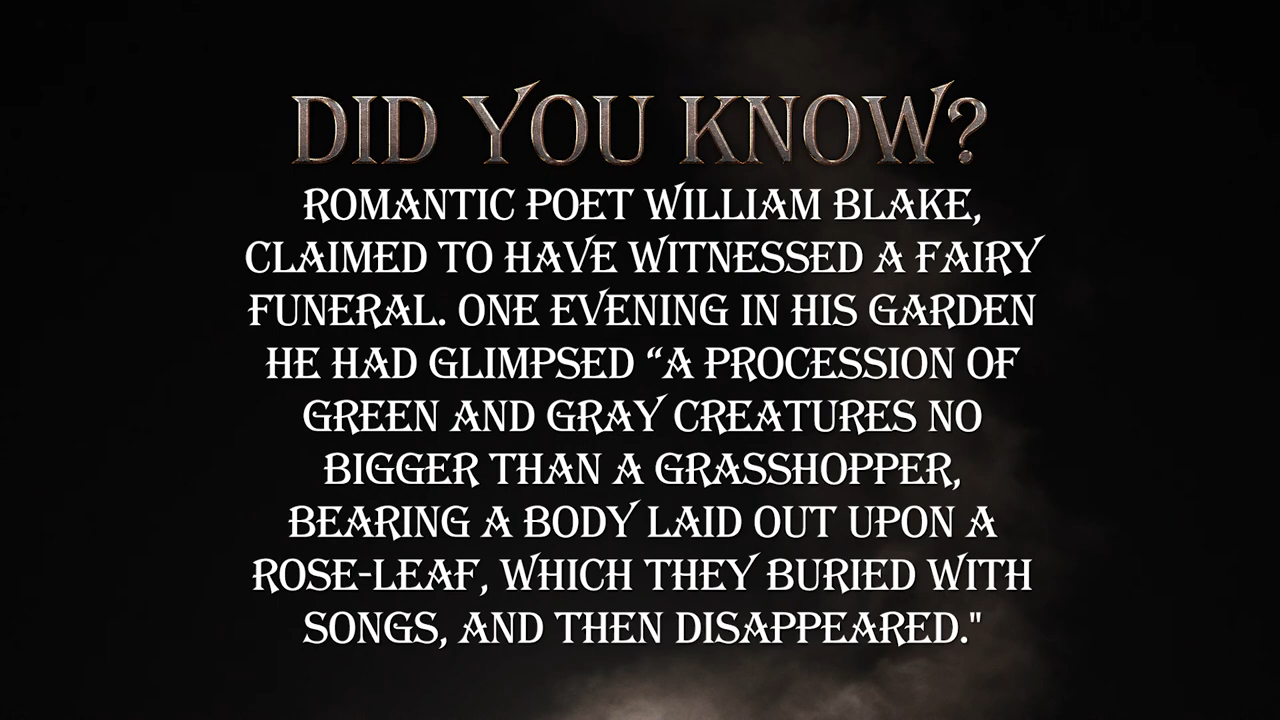 DID YOU KNOW?
ROMANTIC POET WILLIAM BLAKE,
CLAIMED TO HAVE WITNESSED A FAIRY
FUNERAL. ONE EVENING IN HIS GARDEN
HE HAD GLIMPSED “A PROCESSION OF
GREEN AND GRAY CREATURES NO
BIGGER THAN A GRASSHOPPER,
BEARING A BODY LAID OUT UPON A
ROSE-LEAF, WHICH THEY BURIED WITH
SONGS, AND THEN DISAPPEARED."